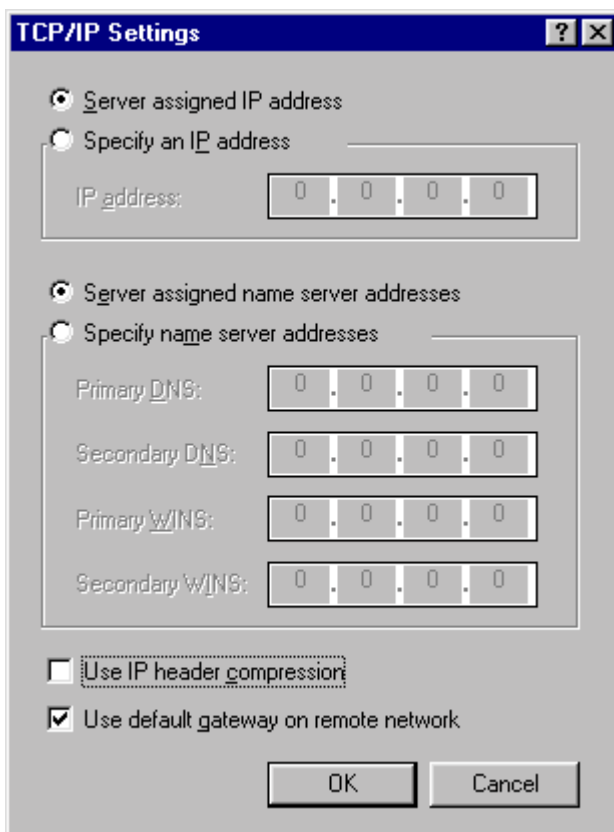 TCP/IP Settings
Server assigned IP address
Specify an IP address
IP address: 0 . 0 . 0 . 0
Server assigned name server addresses
Specify name server addresses
Primary DNS: 0 . 0 . 0 . 0
Secondary DNS: 0 . 0 . 0 . 0
Primary WINS: 0 . 0 . 0 . 0
Secondary WINS: 0 . 0 . 0 . 0
Use IP header compression
Use default gateway on remote network
OK Cancel